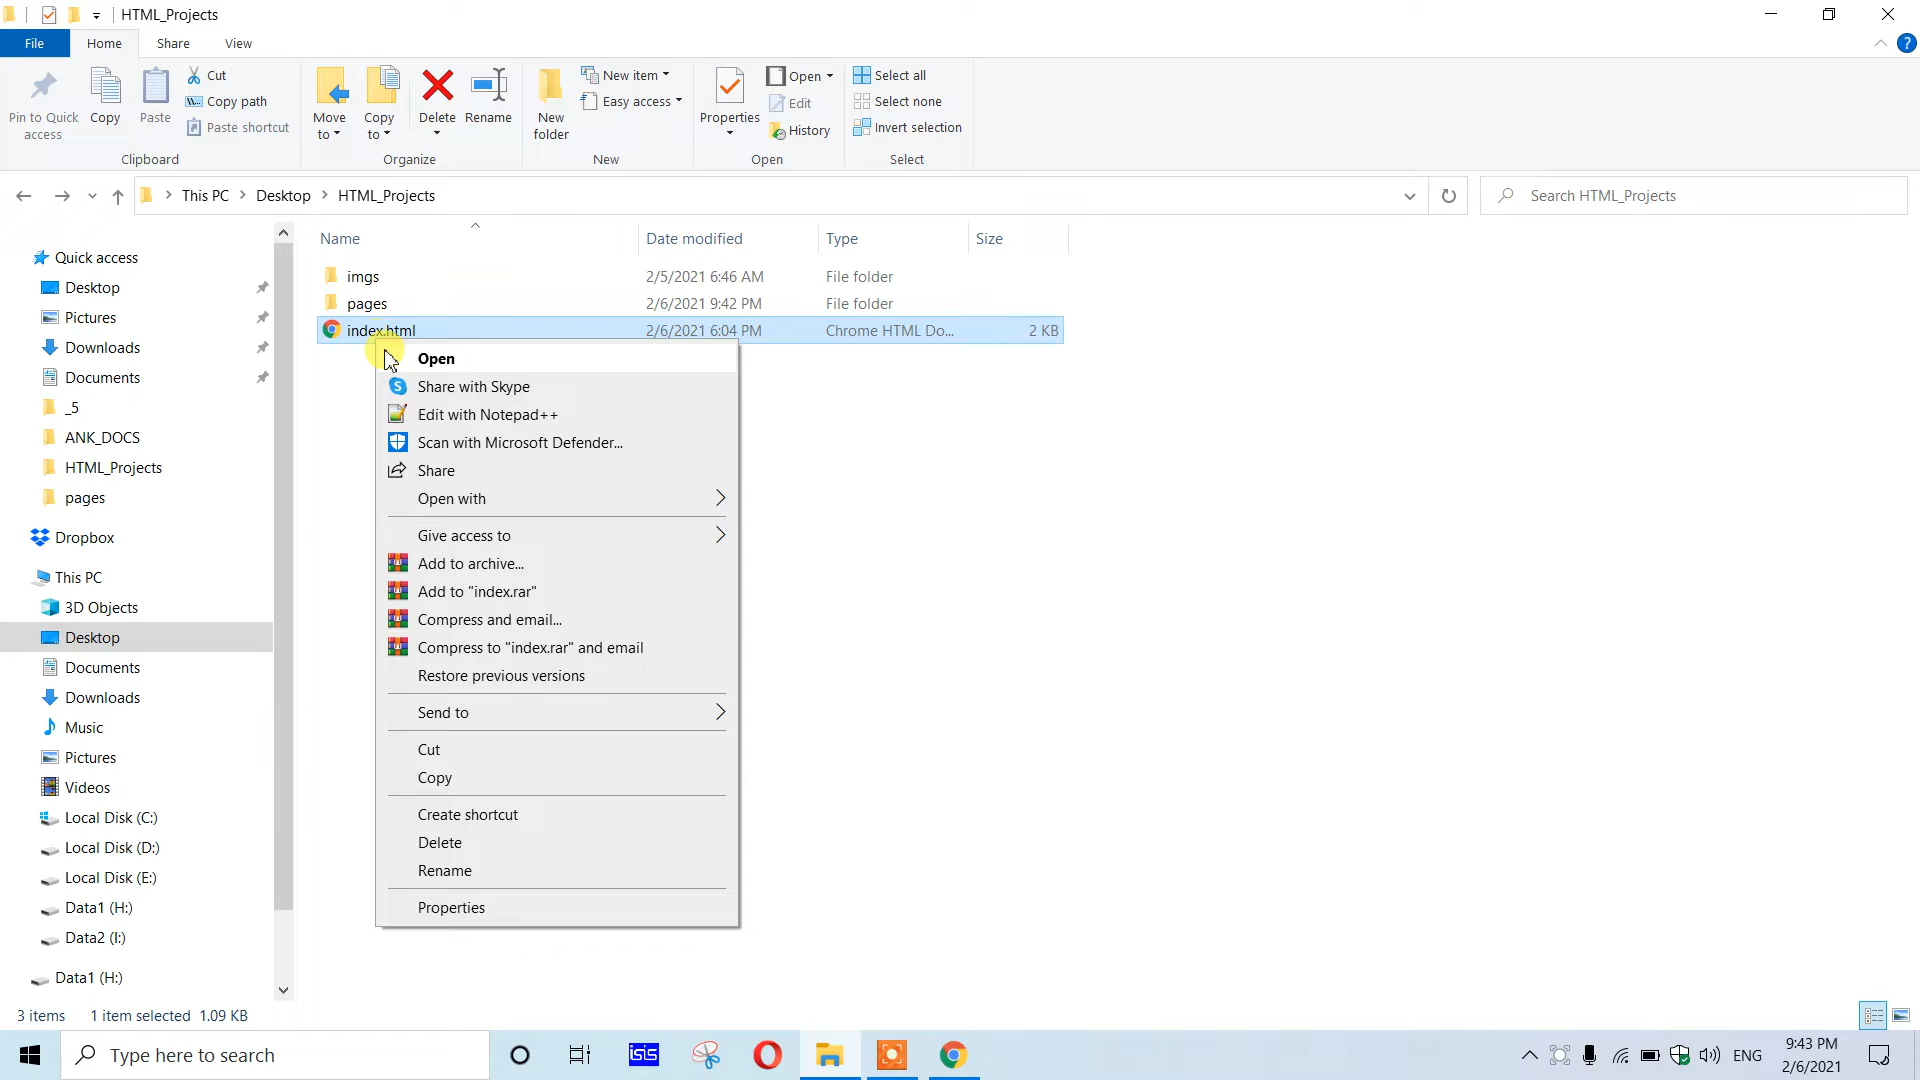 HTML_Projects
File
Home
Share
View
Pin to Quick
access
Copy
Paste
Cut
Copy path
Paste shortcut
Clipboard
Move
to
Copy
to
Delete
Rename
Organize
New
folder
New item
Easy access
New
Properties
Open
Edit
History
Open
Select all
Select none
Invert selection
Select
This PC
Desktop
HTML_Projects
Search HTML_Projects
Name
Date modified
Type
Size
imgs 2/5/2021 6:46 AM File folder
pages 2/6/2021 9:42 PM File folder
index.html 2/6/2021 6:04 PM Chrome HTML Do... 2 KB
Quick access
Desktop
Pictures
Downloads
Documents
_5
ANK_DOCS
HTML_Projects
pages
Dropbox
This PC
3D Objects
Desktop
Documents
Downloads
Music
Pictures
Videos
Local Disk (C:)
Local Disk (D:)
Local Disk (E:)
Data1 (H:)
Data2 (I:)
Data1 (H:)
Open
Share with Skype
Edit with Notepad++
Scan with Microsoft Defender...
Share
Open with
Give access to
Add to archive...
Add to "index.rar"
Compress and email...
Compress to "index.rar" and email
Restore previous versions
Send to
Cut
Copy
Create shortcut
Delete
Rename
Properties
3 items 1 item selected 1.09 KB
Type here to search
isis
ENG
9:43 PM
2/6/2021